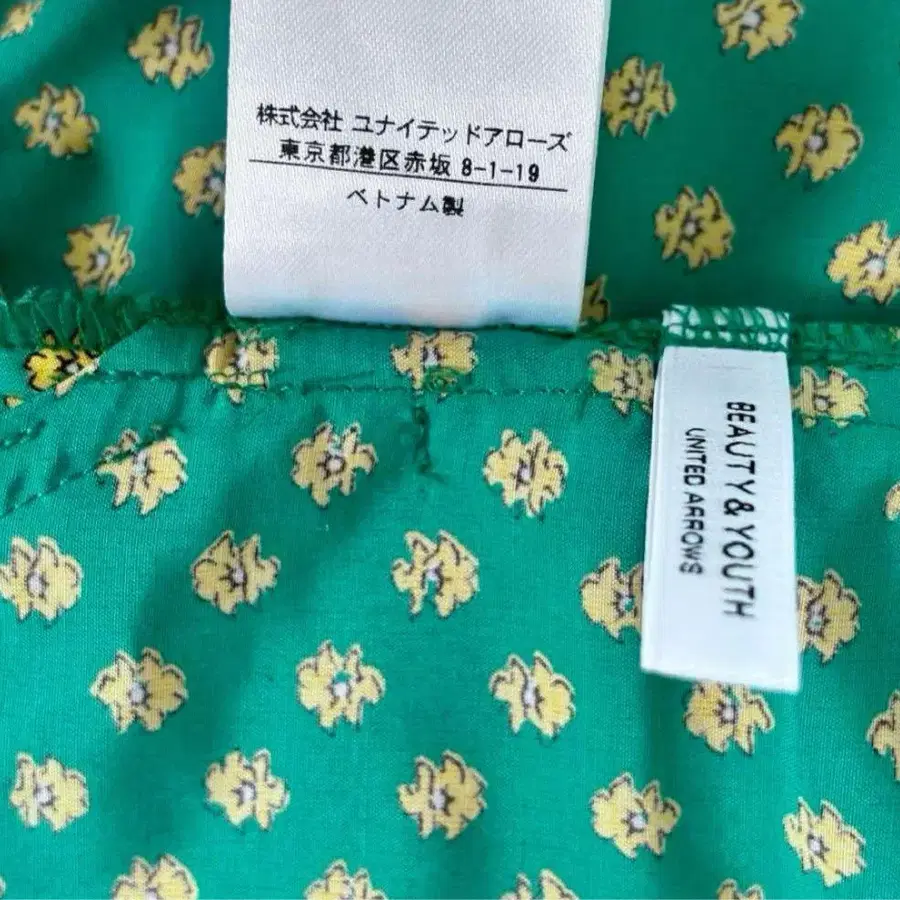 株式会社 ユナイテッドアローズ
東京都港区赤坂 8-1-19
ベトナム製
BEAUTY & YOUTH
UNITED ARROWS